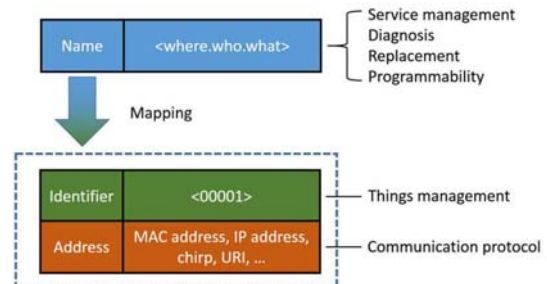 Name <where.who.what>
Service management
Diagnosis
Replacement
Programmability
Mapping
Identifier <00001>
Things management
Address MAC address, IP address,
chirp, URI, ...
Communication protocol